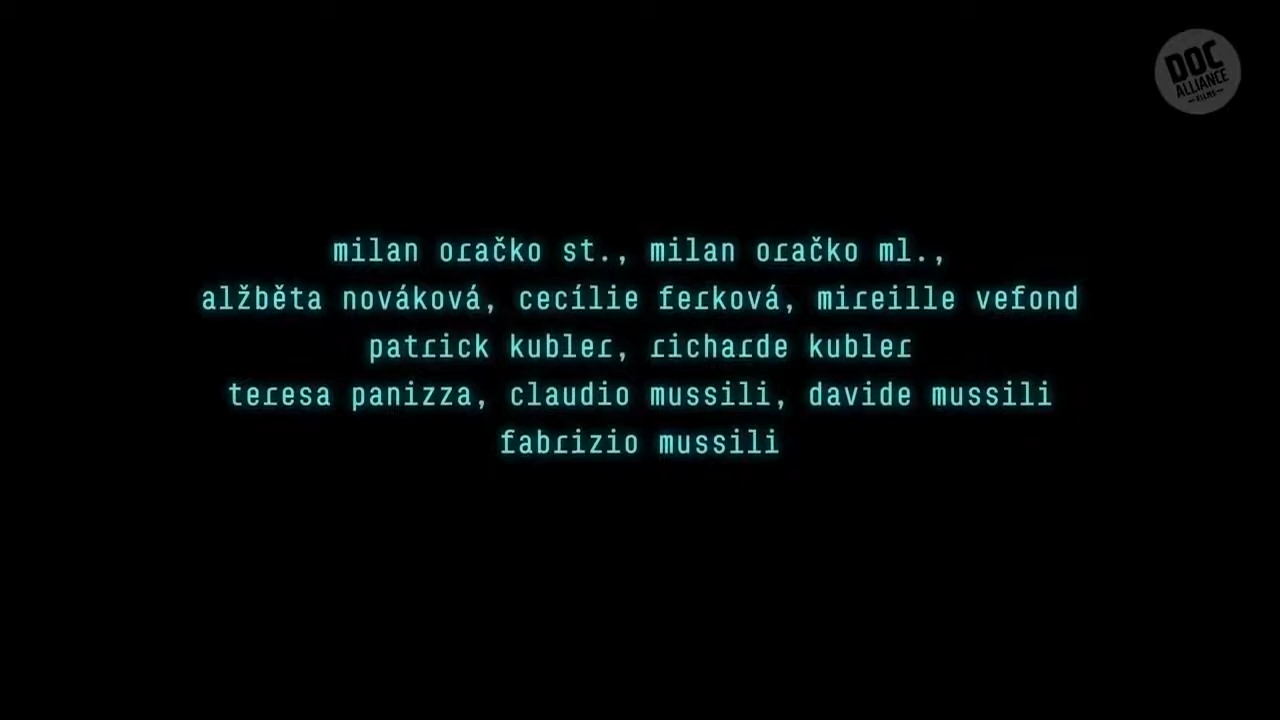 DOC
ALLIANCE
FILMS
milan oračko st., milan oračko ml.,
alžběta nováková, cecílie ferková, mireille vefond
patrick kubler, richarde kubler
teresa panizza, claudio mussili, davide mussili
fabrizio mussili